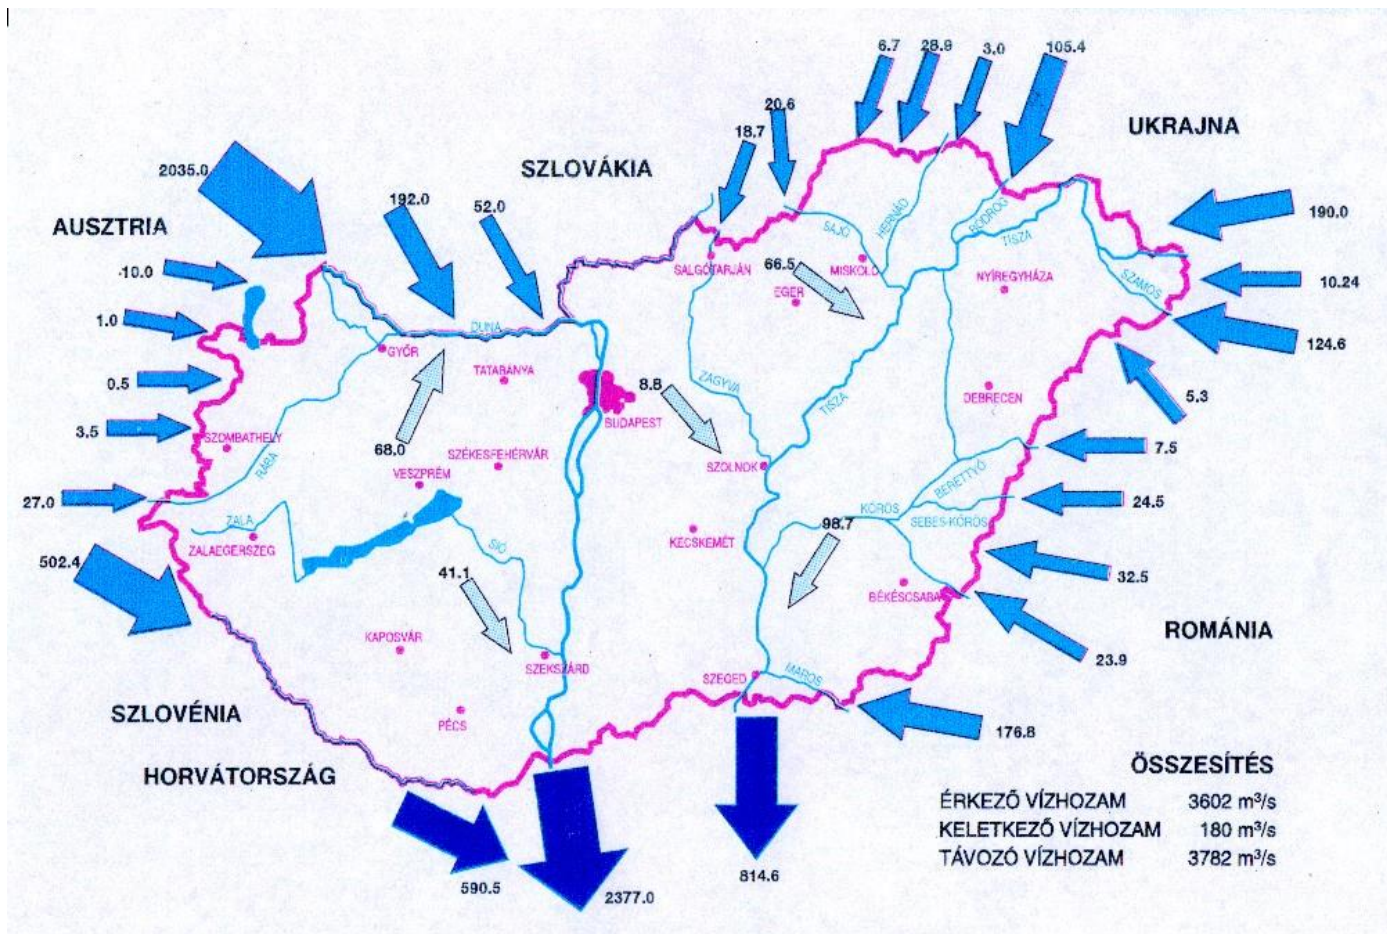 6.7
28.9
3.0
105.4
20.6
18.7
UKRAJNA
2035.0
SZLOVÁKIA
192.0
52.0
190.0
AUSZTRIA
-10.0
1.0
0.5
3.5
27.0
502.4
10.24
124.6
5.3
7.5
24.5
32.5
23.9
176.8
BODROG
HERNÁD
SAJÓ
TISZA
SZAMOS
SALGÓTARJÁN
66.5
MISKOLC
EGER
NYÍREGYHÁZA
DUNA
GYŐR
TATABÁNYA
8.8
ZAGYVA
TISZA
DEBRECEN
BUDAPEST
SZOMBATHELY
RÁBA
68.0
SZÉKESFEHÉRVÁR
VESZPRÉM
SZOLNOK
BERETTYÓ
KÖRÖS
SEBES-KÖRÖS
ZALA
ZALAEGERSZEG
SIÓ
KECSKEMÉT
98.7
41.1
BÉKÉSCSABA
KAPOSVÁR
SZEKSZÁRD
SZEGED
MAROS
PÉCS
ROMÁNIA
SZLOVÉNIA
HORVÁTORSZÁG
590.5
2377.0
814.6
ÖSSZESÍTÉS
ÉRKEZŐ VÍZHOZAM 3602 m³/s
KELETKEZŐ VÍZHOZAM 180 m³/s
TÁVOZÓ VÍZHOZAM 3782 m³/s